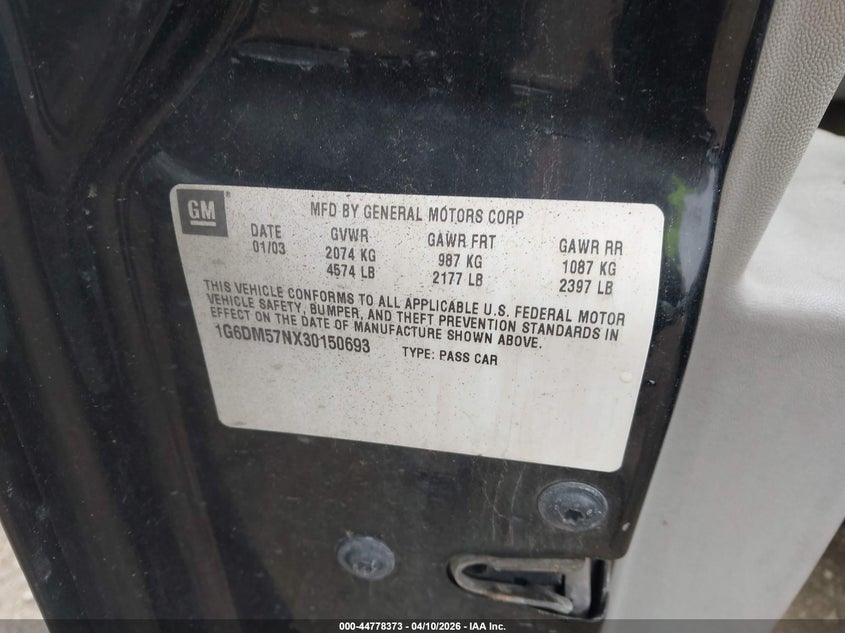 GM®
MFD BY GENERAL MOTORS CORP
DATE GVWR GAWR FRT GAWR RR
01/03 2074 KG 987 KG 1087 KG
4574 LB 2177 LB 2397 LB
THIS VEHICLE CONFORMS TO ALL APPLICABLE U.S. FEDERAL MOTOR
VEHICLE SAFETY, BUMPER, AND THEFT PREVENTION STANDARDS IN
EFFECT ON THE DATE OF MANUFACTURE SHOWN ABOVE.
1G6DM57NX30150693 TYPE: PASS CAR
000-44778373 - 04/10/2026 - IAA Inc.